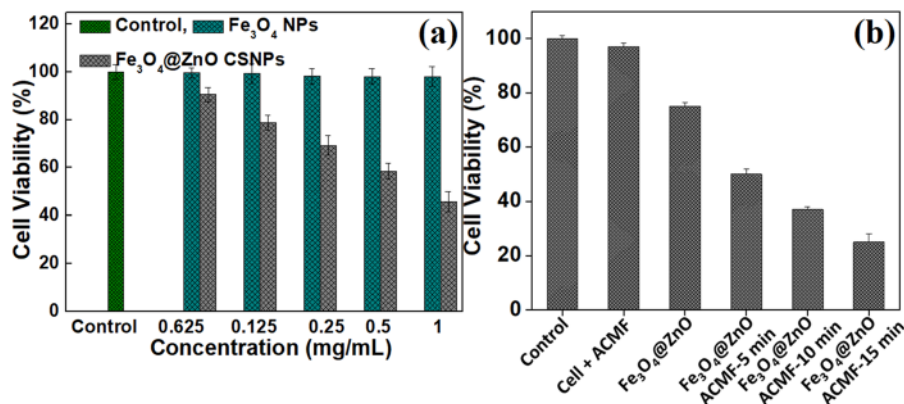 Control, Fe₃O₄ NPs
Fe₃O₄@ZnO CSNPs
(a)
Cell Viability (%)
120
100
80
60
40
20
0
Control 0.625 0.125 0.25 0.5 1
Concentration (mg/mL)
(b)
Cell Viability (%)
100
80
60
40
20
0
Control
Cell + ACMF
Fe₃O₄@ZnO
Fe₃O₄@ZnO
ACMF-5 min
Fe₃O₄@ZnO
ACMF-10 min
Fe₃O₄@ZnO
ACMF-15 min